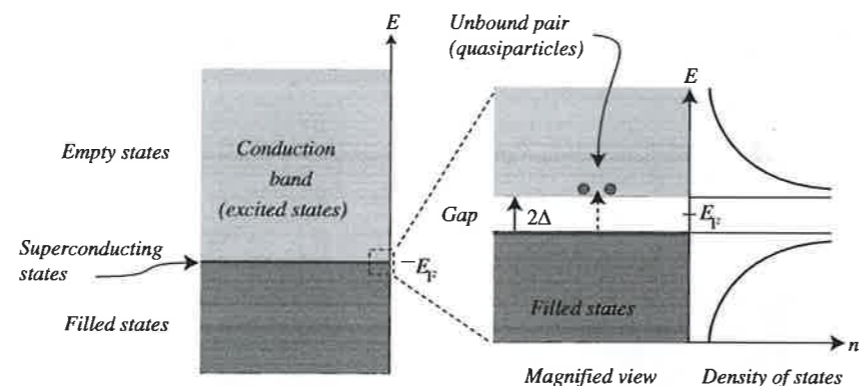 E
Unbound pair
(quasiparticles)
E
Empty states
Conduction
band
(excited states)
Gap
2Δ
E_F
Superconducting
states
E_F
Filled states
Filled states
n
Magnified view
Density of states